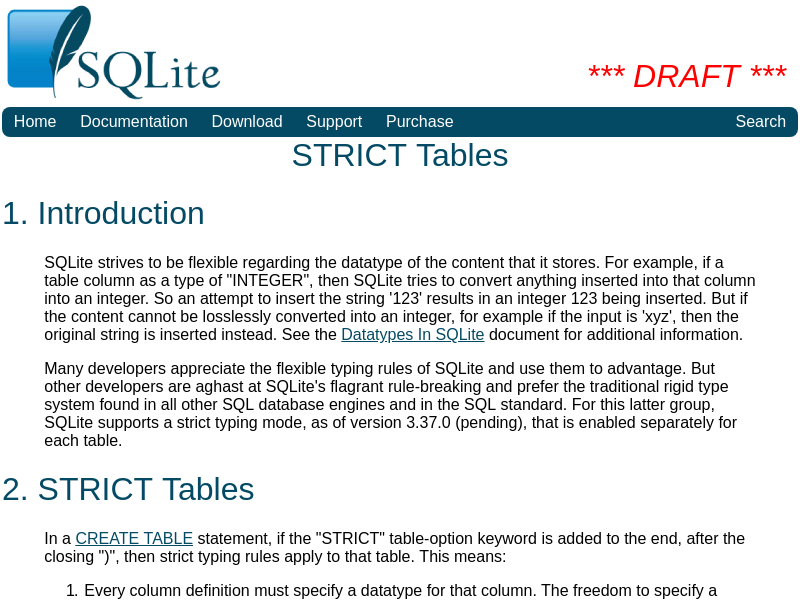 SQLite
*** DRAFT ***
Home Documentation Download Support Purchase Search
STRICT Tables
1. Introduction
SQLite strives to be flexible regarding the datatype of the content that it stores. For example, if a
table column as a type of "INTEGER", then SQLite tries to convert anything inserted into that column
into an integer. So an attempt to insert the string '123' results in an integer 123 being inserted. But if
the content cannot be losslessly converted into an integer, for example if the input is 'xyz', then the
original string is inserted instead. See the Datatypes In SQLite document for additional information.
Many developers appreciate the flexible typing rules of SQLite and use them to advantage. But
other developers are aghast at SQLite's flagrant rule-breaking and prefer the traditional rigid type
system found in all other SQL database engines and in the SQL standard. For this latter group,
SQLite supports a strict typing mode, as of version 3.37.0 (pending), that is enabled separately for
each table.
2. STRICT Tables
In a CREATE TABLE statement, if the "STRICT" table-option keyword is added to the end, after the
closing ")", then strict typing rules apply to that table. This means:
1. Every column definition must specify a datatype for that column. The freedom to specify a